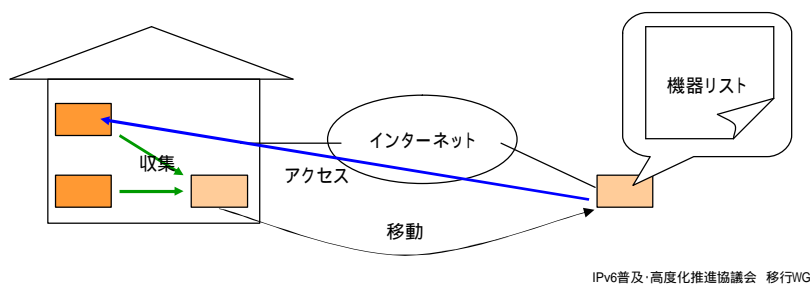 機器リスト
インターネット
収集
アクセス
移動
IPv6普及・高度化推進協議会 移行WG